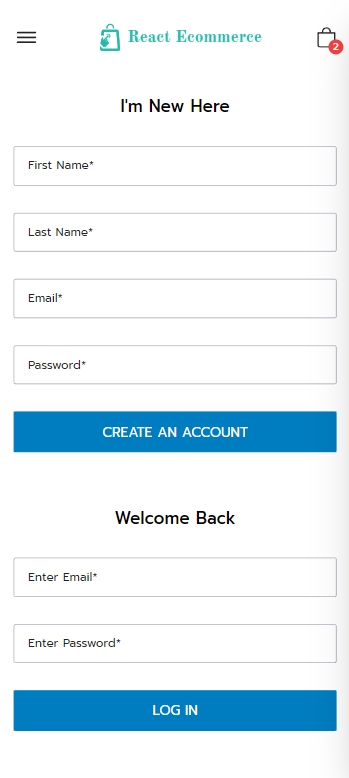 React Ecommerce
2
I'm New Here
First Name*
Last Name*
Email*
Password*
CREATE AN ACCOUNT
Welcome Back
Enter Email*
Enter Password*
LOG IN